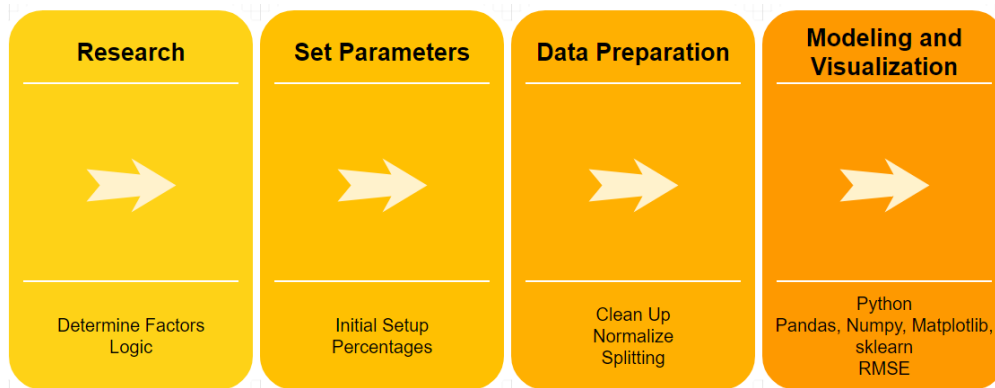 Research
Determine Factors
Logic
Set Parameters
Initial Setup
Percentages
Data Preparation
Clean Up
Normalize
Splitting
Modeling and
Visualization
Python
Pandas, Numpy, Matplotlib,
sklearn
RMSE